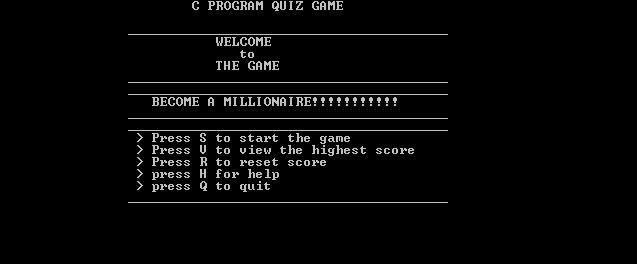 C PROGRAM QUIZ GAME
WELCOME
to
THE GAME
BECOME A MILLIONAIRE!!!!!!!!!!!
> Press S to start the game
> Press V to view the highest score
> Press R to reset score
> press H for help
> press Q to quit